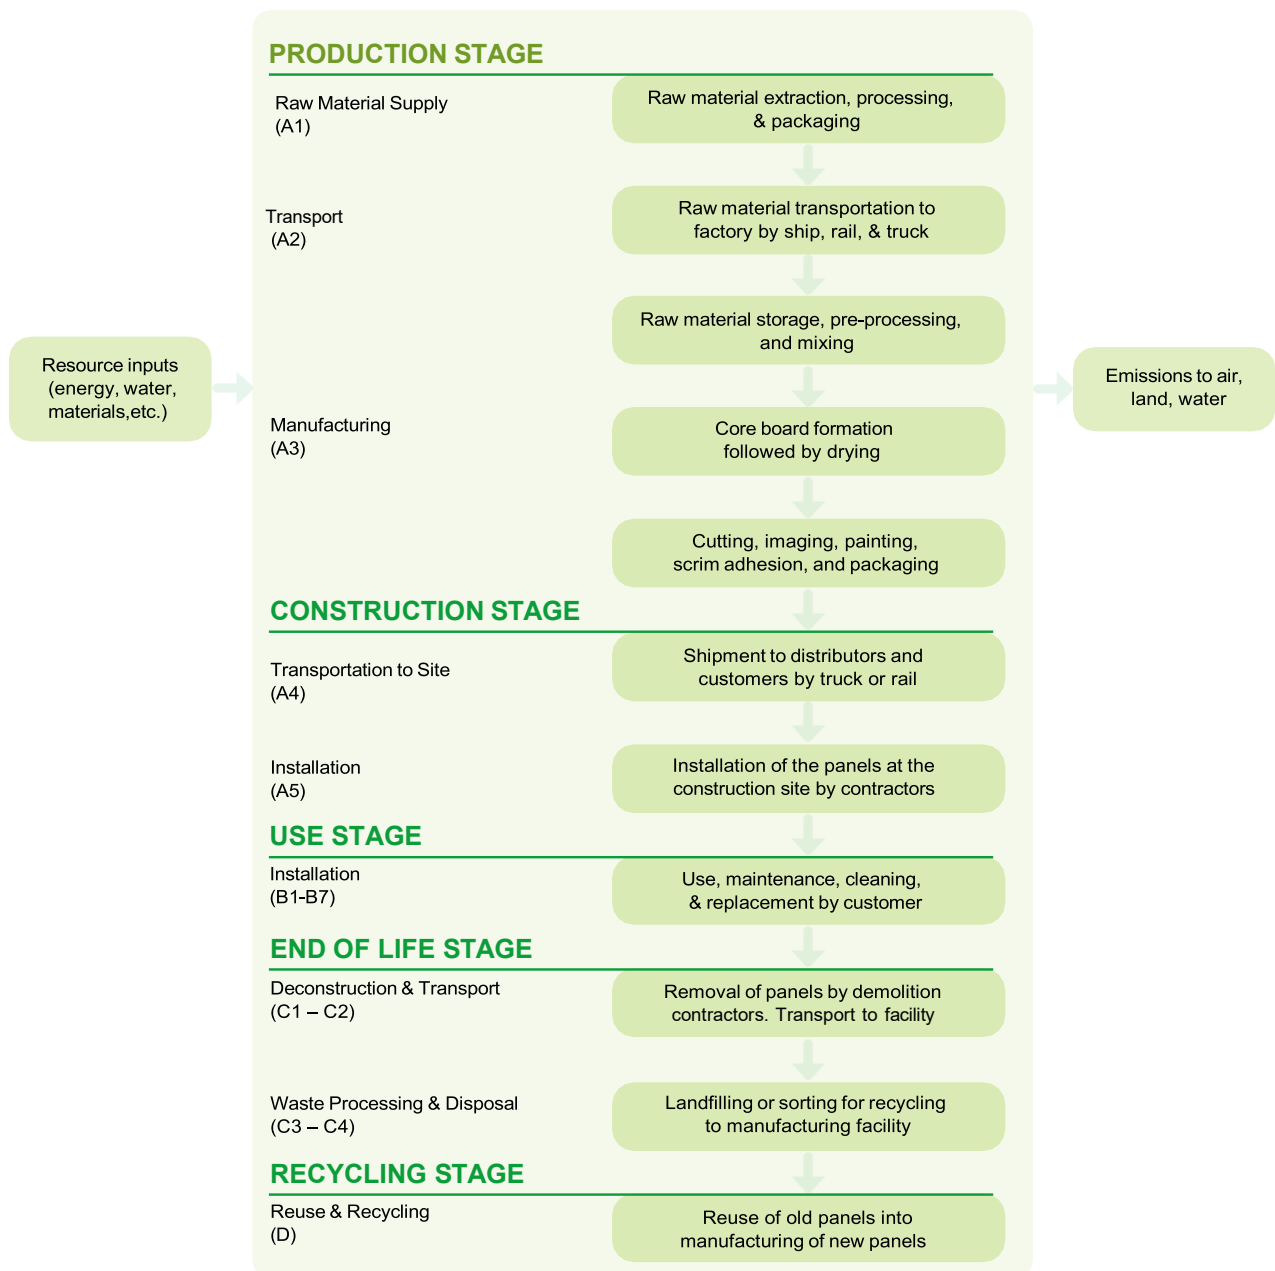 PRODUCTION STAGE
Raw Material Supply
(A1)
Raw material extraction, processing,
& packaging
Transport
(A2)
Raw material transportation to
factory by ship, rail, & truck
Raw material storage, pre-processing,
and mixing
Resource inputs
(energy, water,
materials,etc.)
Emissions to air,
land, water
Manufacturing
(A3)
Core board formation
followed by drying
Cutting, imaging, painting,
scrim adhesion, and packaging
CONSTRUCTION STAGE
Transportation to Site
(A4)
Shipment to distributors and
customers by truck or rail
Installation
(A5)
Installation of the panels at the
construction site by contractors
USE STAGE
Installation
(B1-B7)
Use, maintenance, cleaning,
& replacement by customer
END OF LIFE STAGE
Deconstruction & Transport
(C1 – C2)
Removal of panels by demolition
contractors. Transport to facility
Waste Processing & Disposal
(C3 – C4)
Landfilling or sorting for recycling
to manufacturing facility
RECYCLING STAGE
Reuse & Recycling
(D)
Reuse of old panels into
manufacturing of new panels